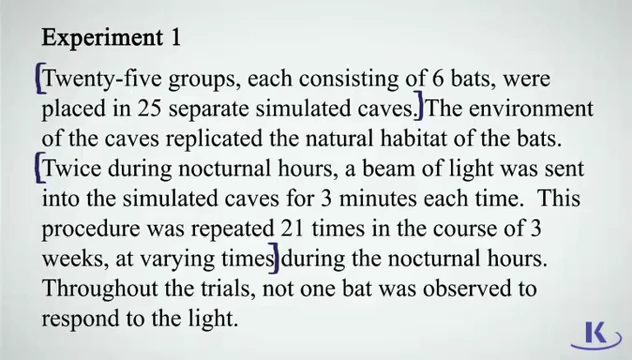 Experiment 1
Twenty-five groups, each consisting of 6 bats, were
placed in 25 separate simulated caves. The environment
of the caves replicated the natural habitat of the bats.
Twice during nocturnal hours, a beam of light was sent
into the simulated caves for 3 minutes each time. This
procedure was repeated 21 times in the course of 3
weeks, at varying times during the nocturnal hours.
Throughout the trials, not one bat was observed to
respond to the light.
K